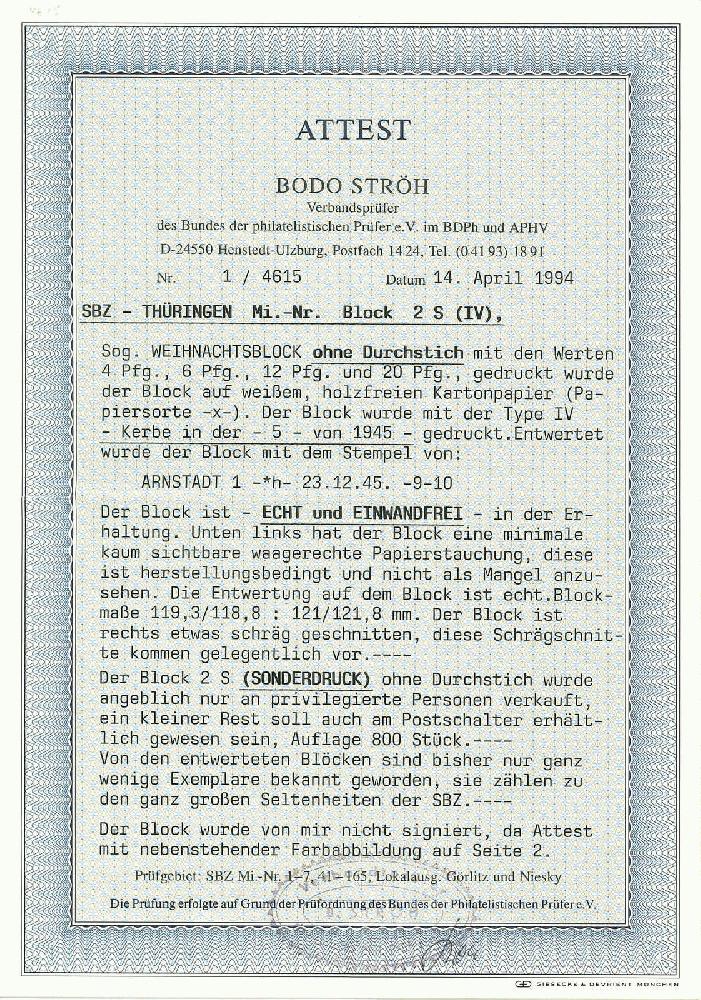 ATTEST
BODO STRÖH
Verbandsprüfer
des Bundes der philatelistischen Prüfer e.V. im BDPh und APHV
D-24550 Henstedt-Ulzburg, Postfach 14 24, Tel. (0 41 93) 18 91
Nr. 1 / 4615 Datum 14. April 1994
SBZ - THÜRINGEN Mi.-Nr. Block 2 S (IV),
Sog. WEIHNACHTSBLOCK ohne Durchstich mit den Werten
4 Pfg., 6 Pfg., 12 Pfg. und 20 Pfg., gedruckt wurde
der Block auf weißem, holzfreien Kartonpapier (Pa-
piersorte -x-). Der Block wurde mit der Type IV
- Kerbe in der - 5 - von 1945 - gedruckt.Entwertet
wurde der Block mit dem Stempel von:
ARNSTADT 1 -*h- 23.12.45. -9-10
Der Block ist - ECHT und EINWANDFREI - in der Er-
haltung. Unten links hat der Block eine minimale
kaum sichtbare waagerechte Papierstauchung, diese
ist herstellungsbedingt und nicht als Mangel anzu-
sehen. Die Entwertung auf dem Block ist echt.Block-
maße 119,3/118,8 : 121/121,8 mm. Der Block ist
rechts etwas schräg geschnitten, diese Schrägschnit-
te kommen gelegentlich vor.----
Der Block 2 S (SONDERDRUCK) ohne Durchstich wurde
angeblich nur an privilegierte Personen verkauft,
ein kleiner Rest soll auch am Postschalter erhält-
lich gewesen sein, Auflage 800 Stück.----
Von den entwerteten Blöcken sind bisher nur ganz
wenige Exemplare bekannt geworden, sie zählen zu
den ganz großen Seltenheiten der SBZ.----
Der Block wurde von mir nicht signiert, da Attest
mit nebenstehender Farbabbildung auf Seite 2.
Prüfgebiet: SBZ Mi.-Nr. 1-7, 41-165, Lokalausg. Görlitz und Niesky
Die Prüfung erfolgte auf Grund der Prüfordnung des Bundes der Philatelistischen Prüfer e.V.
GIESECKE & DEVRIENT MÜNCHEN